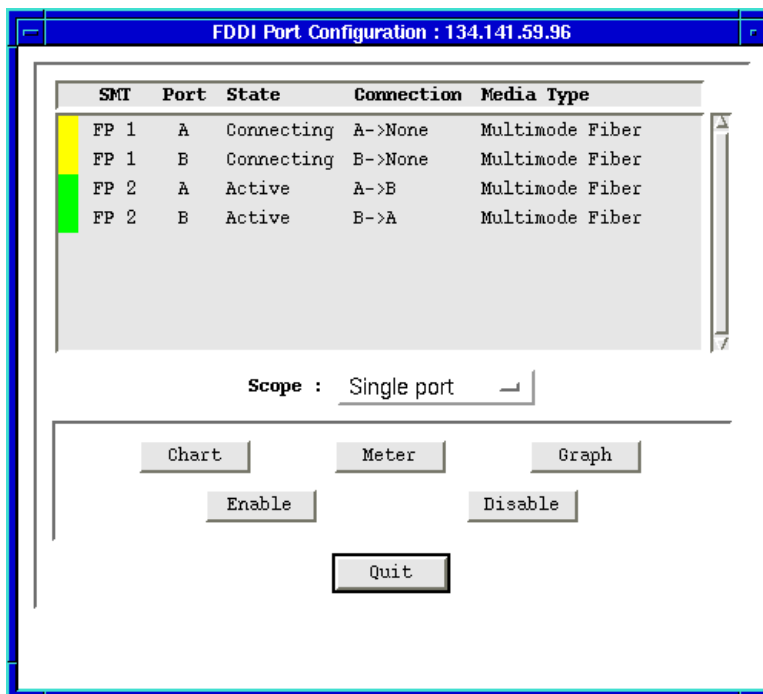 FDDI Port Configuration : 134.141.59.96
SMT Port State Connection Media Type
FP 1 A Connecting A->None Multimode Fiber
FP 1 B Connecting B->None Multimode Fiber
FP 2 A Active A->B Multimode Fiber
FP 2 B Active B->A Multimode Fiber
Scope : Single port
Chart Meter Graph
Enable Disable
Quit